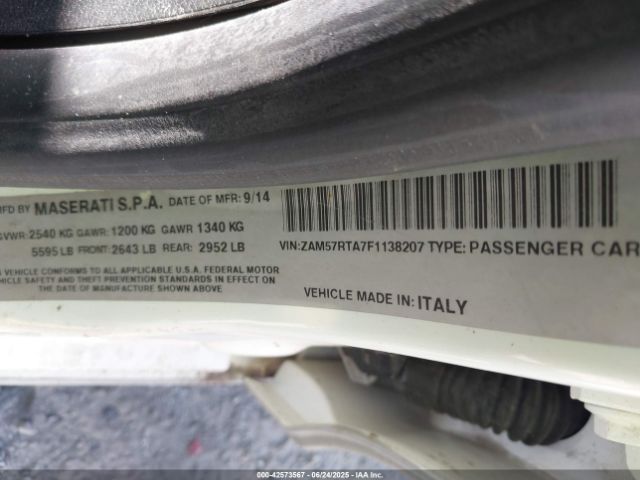 MFD BY MASERATI S.P.A. DATE OF MFR: 9/14
GVWR: 2540 KG GAWR: 1200 KG GAWR 1340 KG
5595 LB FRONT: 2643 LB REAR: 2952 LB
VEHICLE CONFORMS TO ALL APPLICABLE U.S.A. FEDERAL MOTOR
VEHICLE SAFETY AND THEFT PREVENTION STANDARDS IN EFFECT ON
THE DATE OF MANUFACTURE SHOWN ABOVE
VIN: ZAM57RTA7F1138207 TYPE: PASSENGER CAR
VEHICLE MADE IN: ITALY
000-42573567 - 06/24/2025 - IAA Inc.